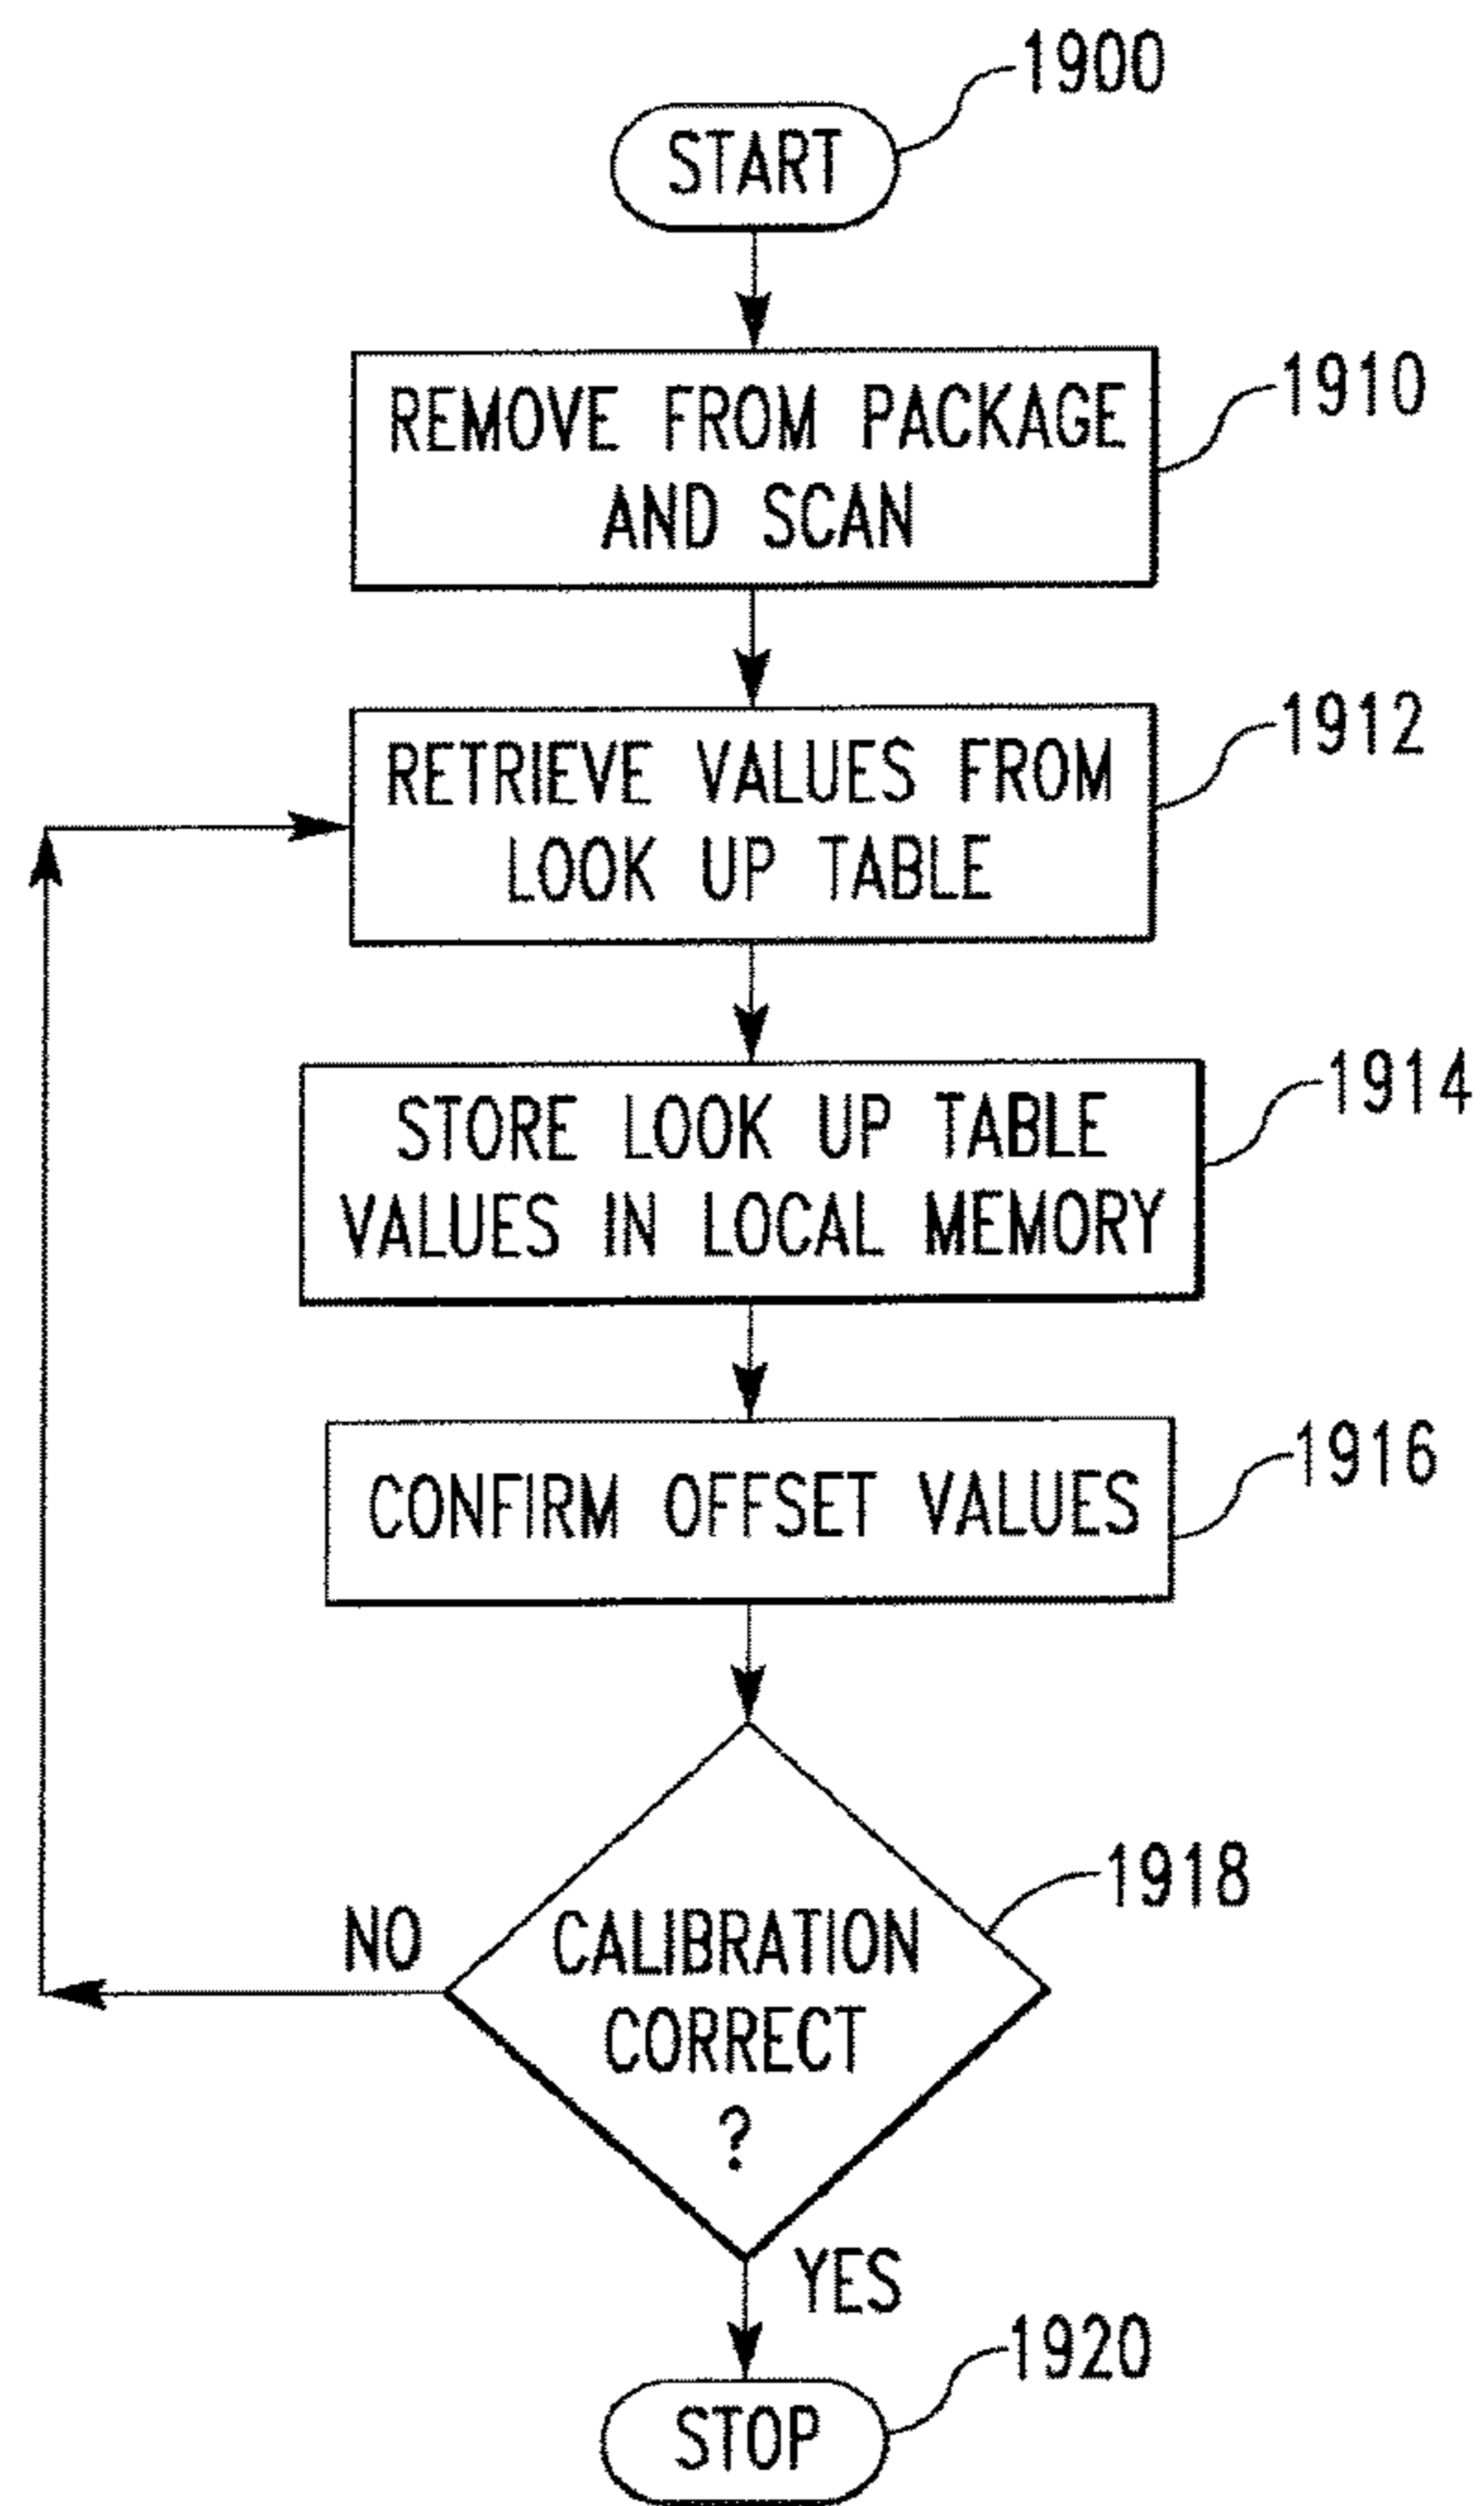 1900
START
1910
REMOVE FROM PACKAGE
AND SCAN
1912
RETRIEVE VALUES FROM
LOOK UP TABLE
1914
STORE LOOK UP TABLE
VALUES IN LOCAL MEMORY
1916
CONFIRM OFFSET VALUES
1918
NO
CALIBRATION
CORRECT
?
YES
1920
STOP